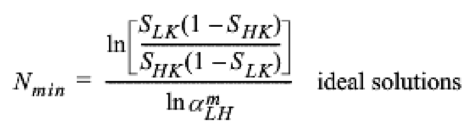 N_min = ln[S_LK(1 − S_HK) / S_HK(1 − S_LK)] / ln α^m_LH ideal solutions